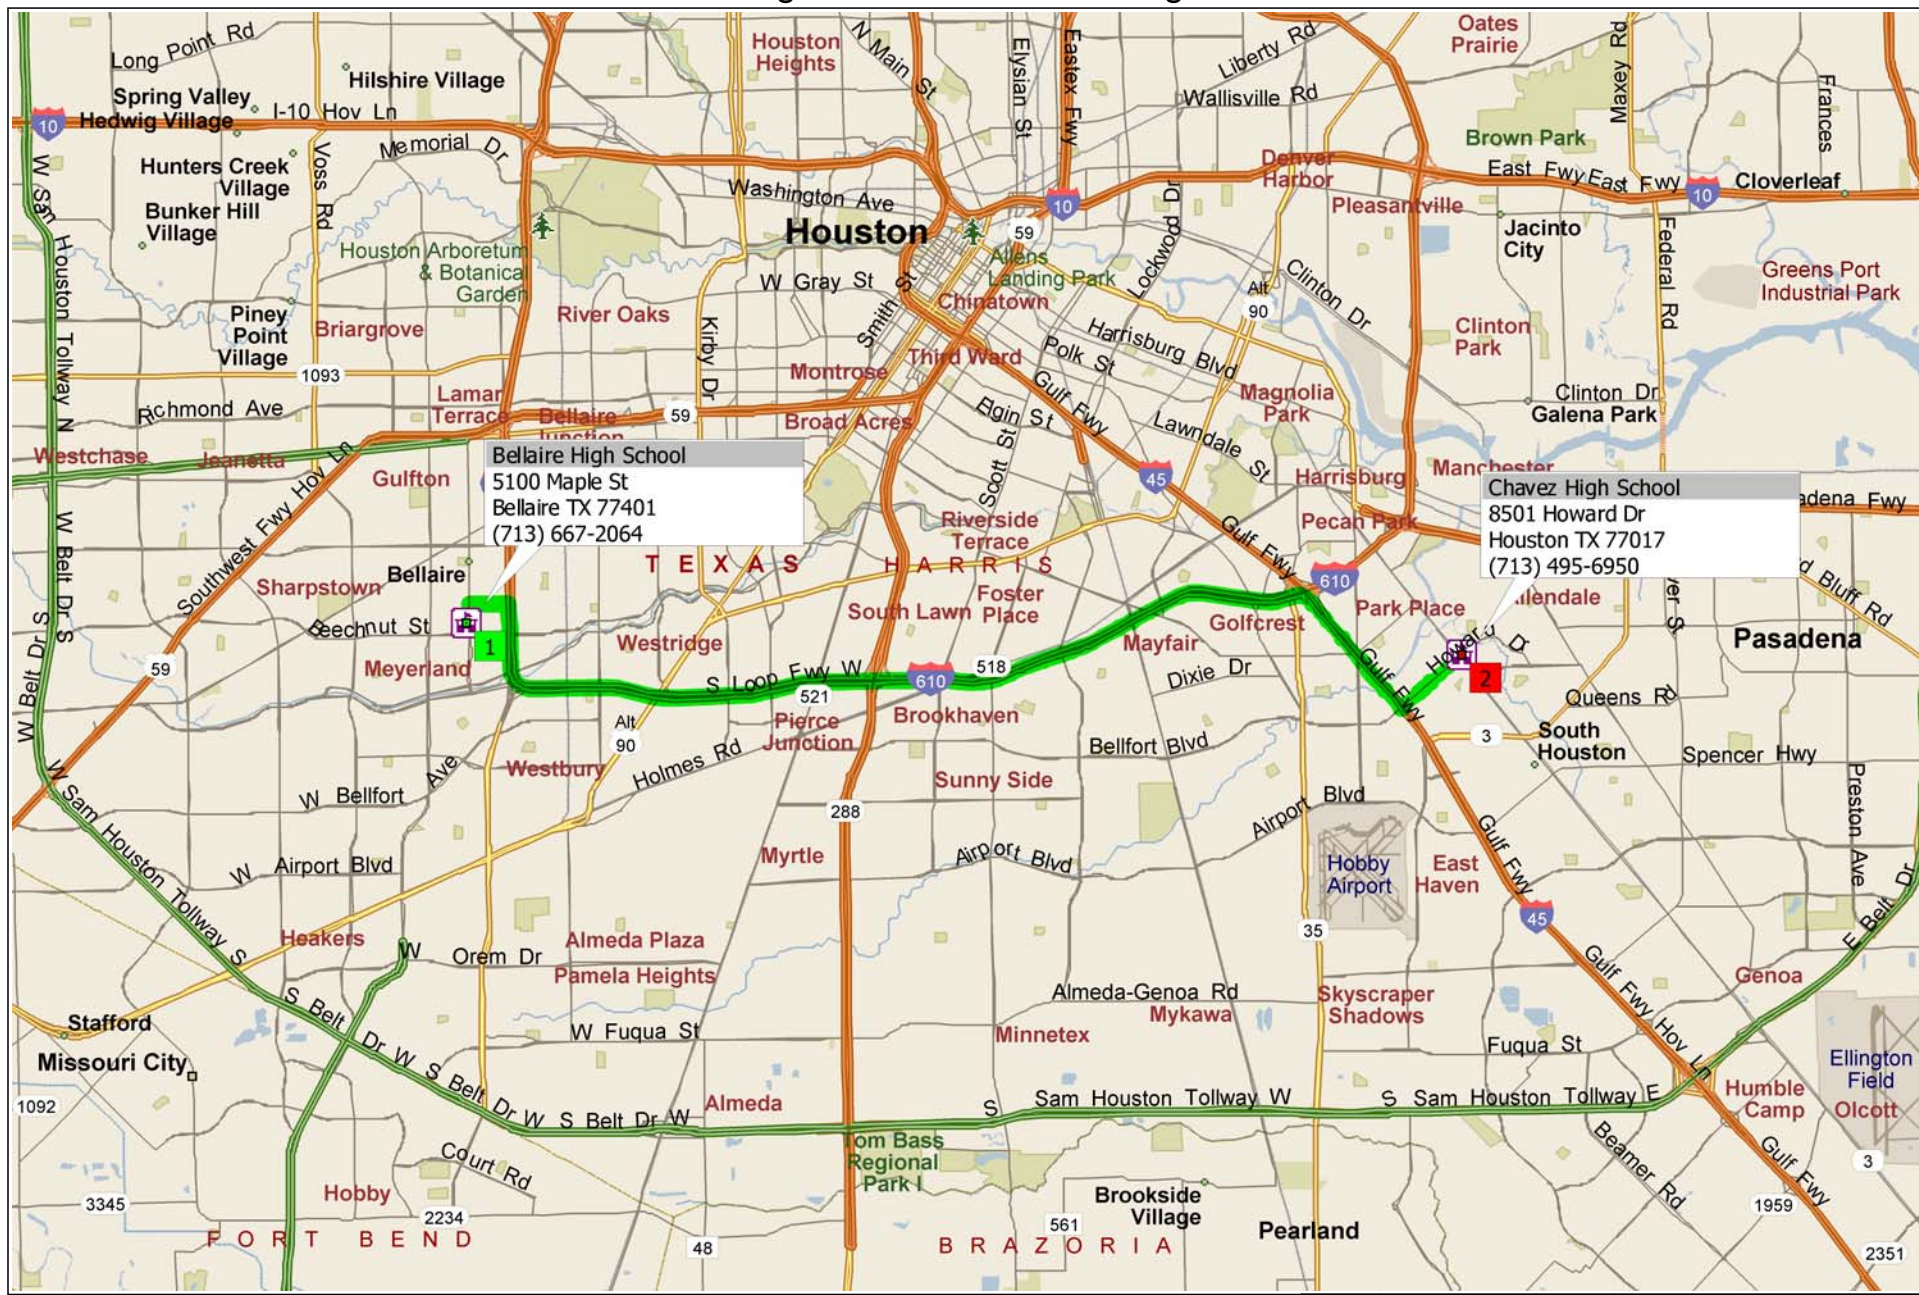 Long Point Rd
Hilshire Village
Spring Valley
Hedwig Village
I-10 Hov Ln
10
Hunters Creek
Village
Bunker Hill
Village
Memorial Dr
Voss Rd
Houston Arboretum
& Botanical
Garden
Piney
Point
Village
Briargrove
River Oaks
1093
Richmond Ave
Lamar
Terrace
Bellaire
Junction
59
Westchase
Jeanetta
Gulfton
Southwest Fwy Hov Ln
W Sam Houston Tollway N
W Belt Dr S
W Belt Dr S
Houston
Heights
N Main St
Elysian St
Eastex Fwy
Liberty Rd
Wallisville Rd
Oates
Prairie
Maxey Rd
Frances
Brown Park
Denver
Harbor
East Fwy
East Fwy
10
Cloverleaf
Washington Ave
Houston
10
59
Pleasantville
Jacinto
City
Federal Rd
Allens
Landing Park
Lockwood Dr
W Gray St
Chinatown
Smith St
Kirby Dr
Alt
90
Clinton Dr
Greens Port
Industrial Park
Harrisburg Blvd
Clinton
Park
Third Ward
Polk St
Montrose
Gulf Fwy
Magnolia
Park
Clinton Dr
Galena Park
Broad Acres
Elgin St
Lawndale St
Scott St
45
Harrisburg
Manchester
Bellaire High School
5100 Maple St
Bellaire TX 77401
(713) 667-2064
Chavez High School
8501 Howard Dr
Houston TX 77017
(713) 495-6950
adena Fwy
Riverside
Terrace
Pecan Park
Gulf Fwy
610
TEXAS
HARRIS
Bellaire
Sharpstown
Beechnut St
1
Meyerland
59
Westridge
South Lawn
Foster
Place
Park Place
Golfcrest
Mayfair
Dixie Dr
Howard Dr
2
Pasadena
Queens Rd
S Loop Fwy W
521
610
518
Gulf Fwy
Pierce
Junction
Brookhaven
Alt
90
Holmes Rd
Westbury
Bellfort Blvd
3
South
Houston
Spencer Hwy
W Bellfort Ave
Sunny Side
288
Airport Blvd
Preston Ave
W Airport Blvd
Myrtle
Airport Blvd
Hobby
Airport
East
Haven
Gulf Fwy
45
W Sam Houston Tollway S
Heakers
W Orem Dr
Almeda Plaza
Pamela Heights
35
E Belt Dr
Genoa
Almeda-Genoa Rd
Mykawa
Skyscraper
Shadows
Gulf Fwy Hov Ln
Stafford
Missouri City
S Belt Dr W
S Belt Dr W
W Fuqua St
Minnetex
Fuqua St
Ellington
Field
1092
S Belt Dr W
Almeda
S Sam Houston Tollway W
S Sam Houston Tollway E
Humble
Camp
Olcott
Tom Bass
Regional
Park I
Court Rd
Hobby
3345
2234
FORT BEND
48
Brookside
Village
561
BRAZORIA
Pearland
Beamer Rd
Gulf Fwy
3
1959
2351